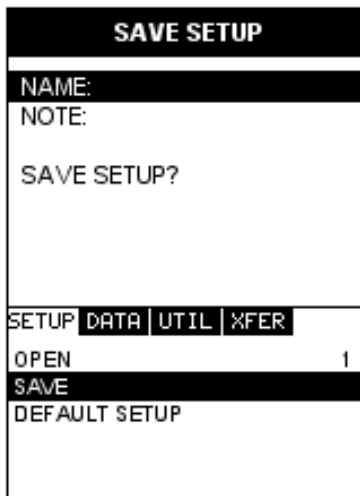 SAVE SETUP
NAME:
NOTE:
SAVE SETUP?
SETUP DATA UTIL XFER
OPEN 1
SAVE
DEFAULT SETUP